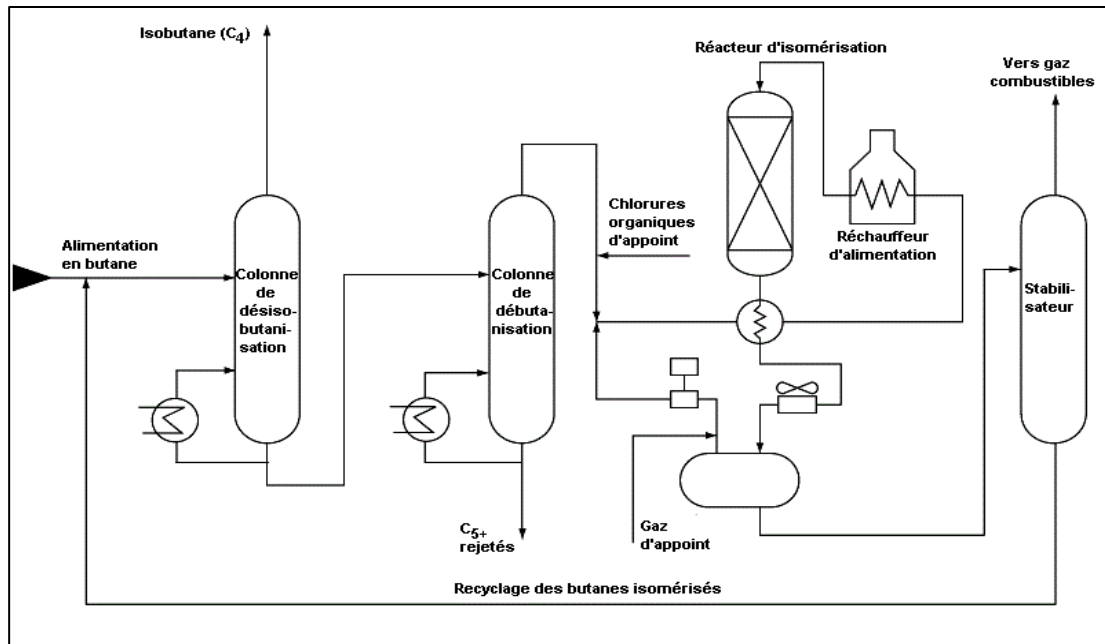 Isobutane (C4)
Réacteur d'isomérisation
Vers gaz
combustibles
Chlorures
organiques
d'appoint
Réchauffeur
d'alimentation
Alimentation
en butane
Colonne
de
désiso-
butani-
sation
Colonne
de
débuta-
nisation
Stabili-
sateur
C5+
rejetés
Gaz
d'appoint
Recyclage des butanes isomérisés